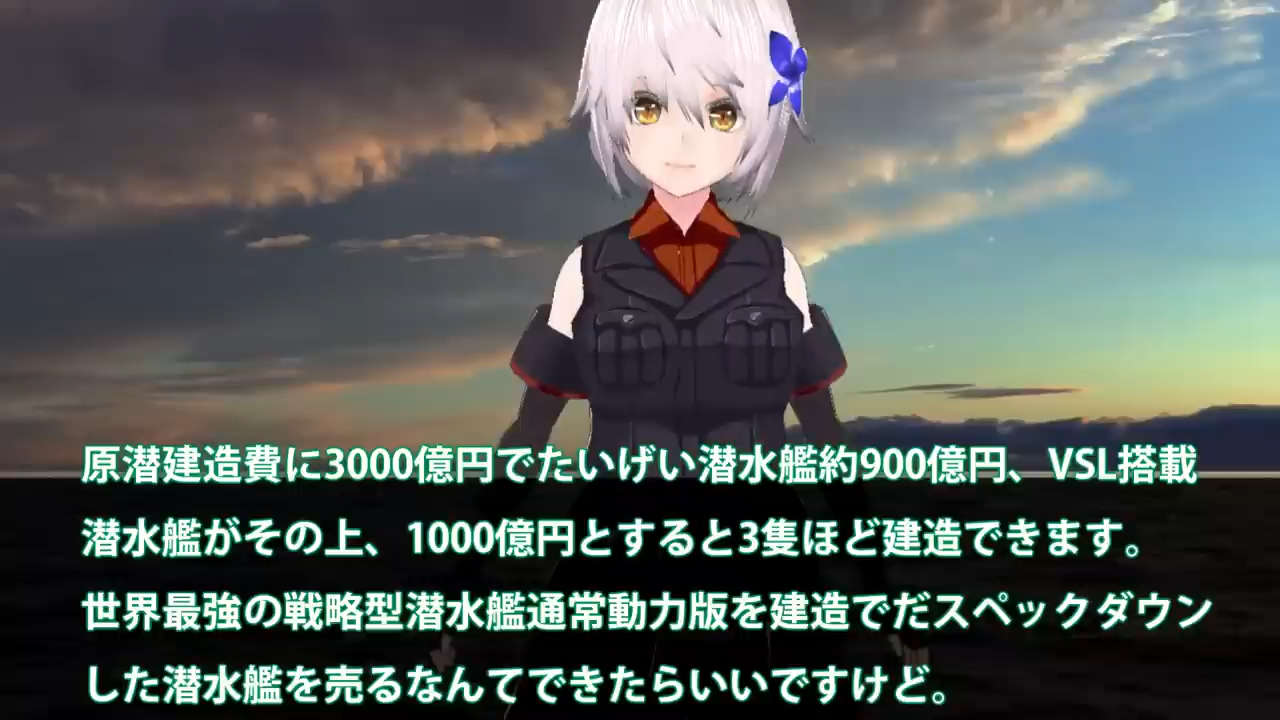 原潜建造費に3000億円でたいげい潜水艦約900億円、VSL搭載
潜水艦がその上、1000億円とすると3隻ほど建造できます。
世界最強の戦略型潜水艦通常動力版を建造でだスペックダウン
した潜水艦を売るなんてできたらいいですけど。